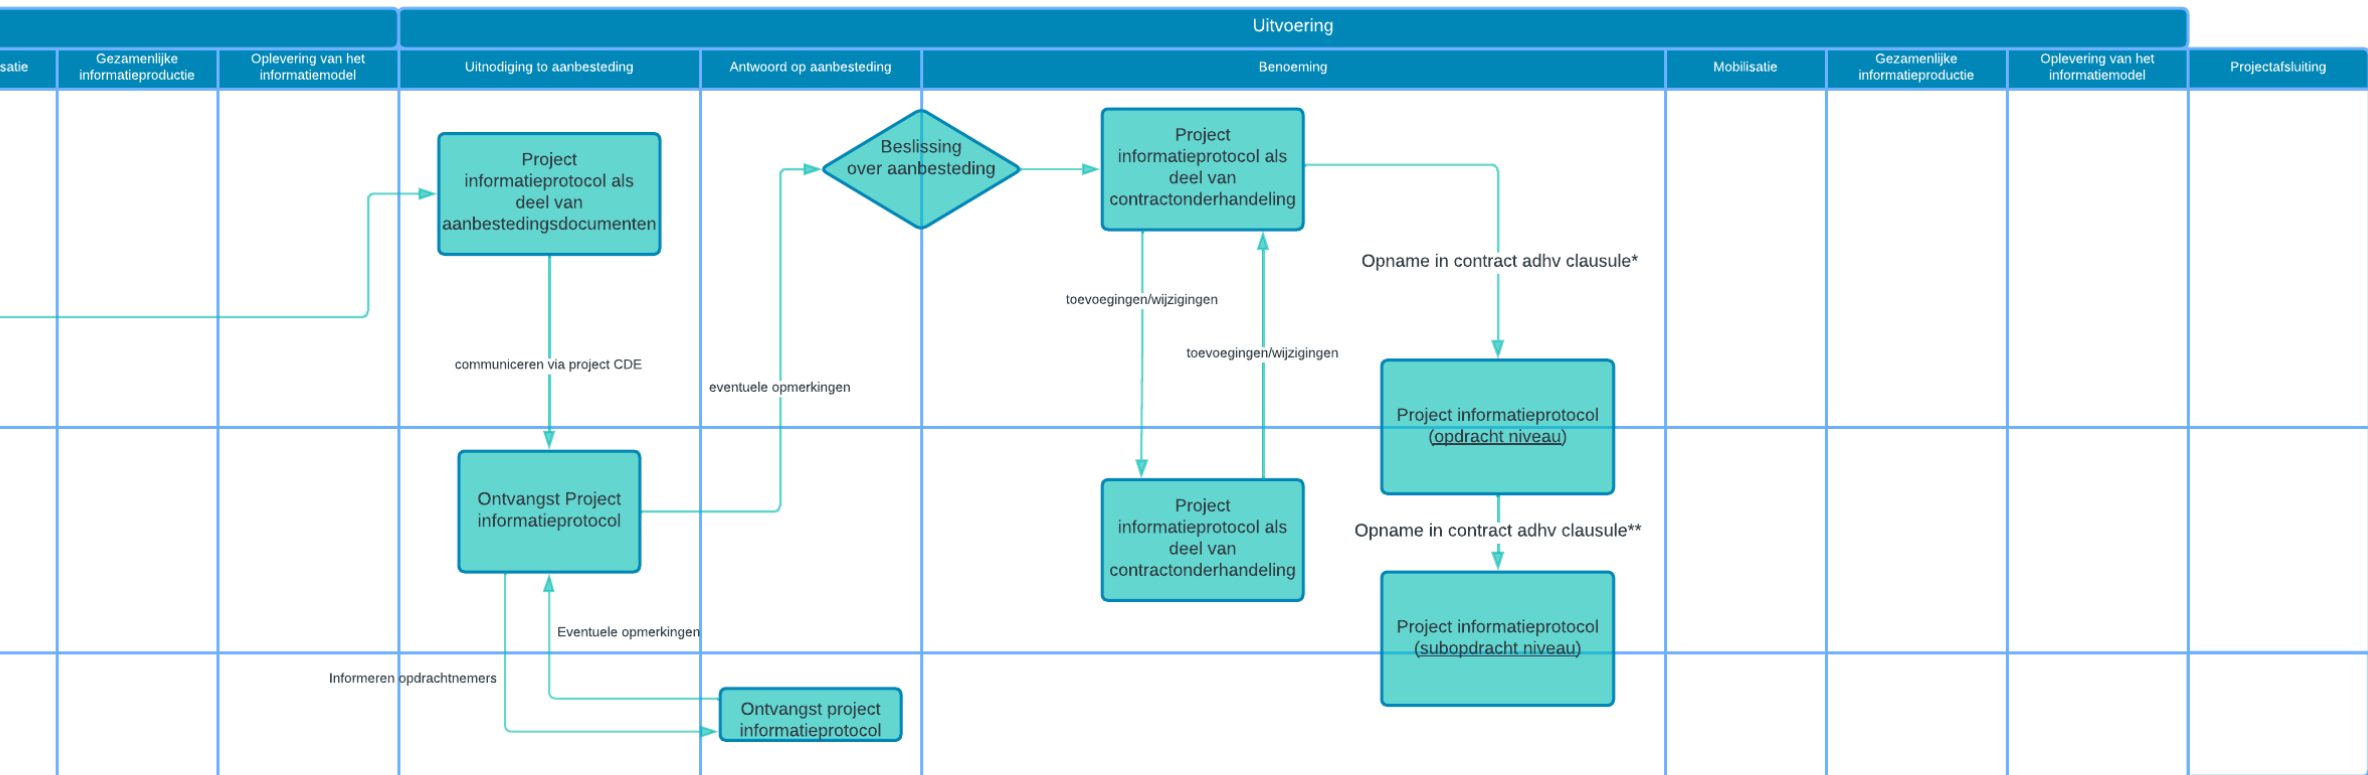 Uitvoering
satie
Gezamenlijke
informatieproductie
Oplevering van het
informatiemodel
Uitnodiging to aanbesteding
Antwoord op aanbesteding
Benoeming
Mobilisatie
Gezamenlijke
informatieproductie
Oplevering van het
informatiemodel
Projectafsluiting
Project
informatieprotocol als
deel van
aanbestedingsdocumenten
Beslissing
over aanbesteding
Project
informatieprotocol als
deel van
contractonderhandeling
Opname in contract adhv clausule*
toevoegingen/wijzigingen
toevoegingen/wijzigingen
communiceren via project CDE
eventuele opmerkingen
Project informatieprotocol
(opdracht niveau)
Ontvangst Project
informatieprotocol
Project
informatieprotocol als
deel van
contractonderhandeling
Opname in contract adhv clausule**
Eventuele opmerkingen
Project informatieprotocol
(subopdracht niveau)
Informeren opdrachtnemers
Ontvangst project
informatieprotocol